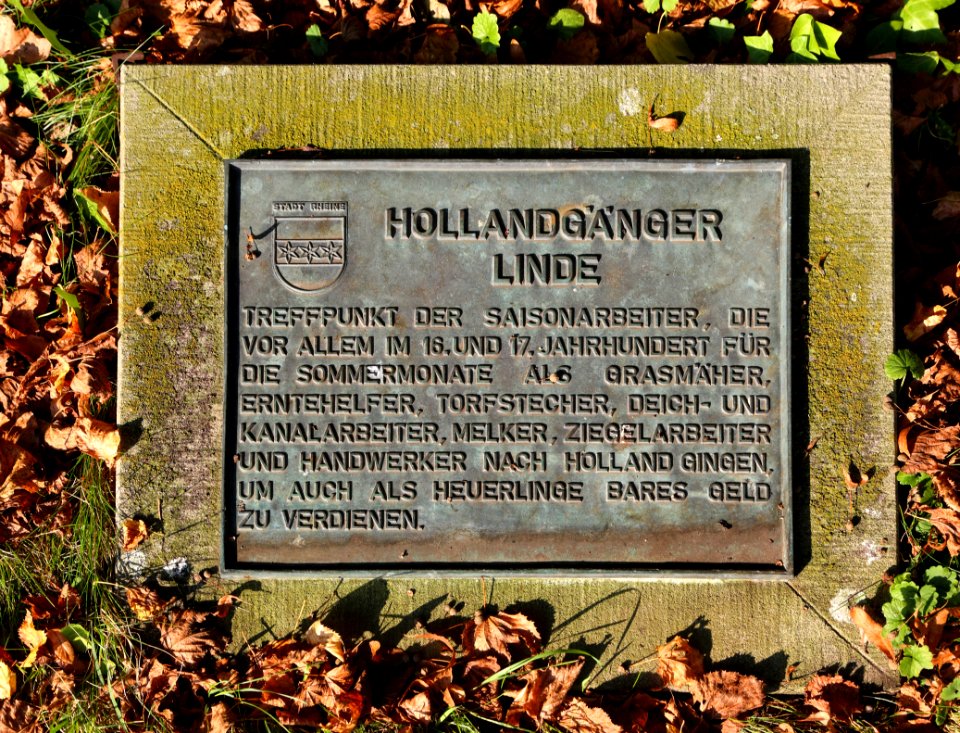 STADT RHEINE
HOLLANDGÄNGER
LINDE
TREFFPUNKT DER SAISONARBEITER, DIE
VOR ALLEM IM 16. UND 17. JAHRHUNDERT FÜR
DIE SOMMERMONATE ALS GRASMÄHER,
ERNTEHELFER, TORFSTECHER, DEICH- UND
KANALARBEITER, MELKER, ZIEGELARBEITER
UND HANDWERKER NACH HOLLAND GINGEN,
UM AUCH ALS HEUERLINGE BARES GELD
ZU VERDIENEN.